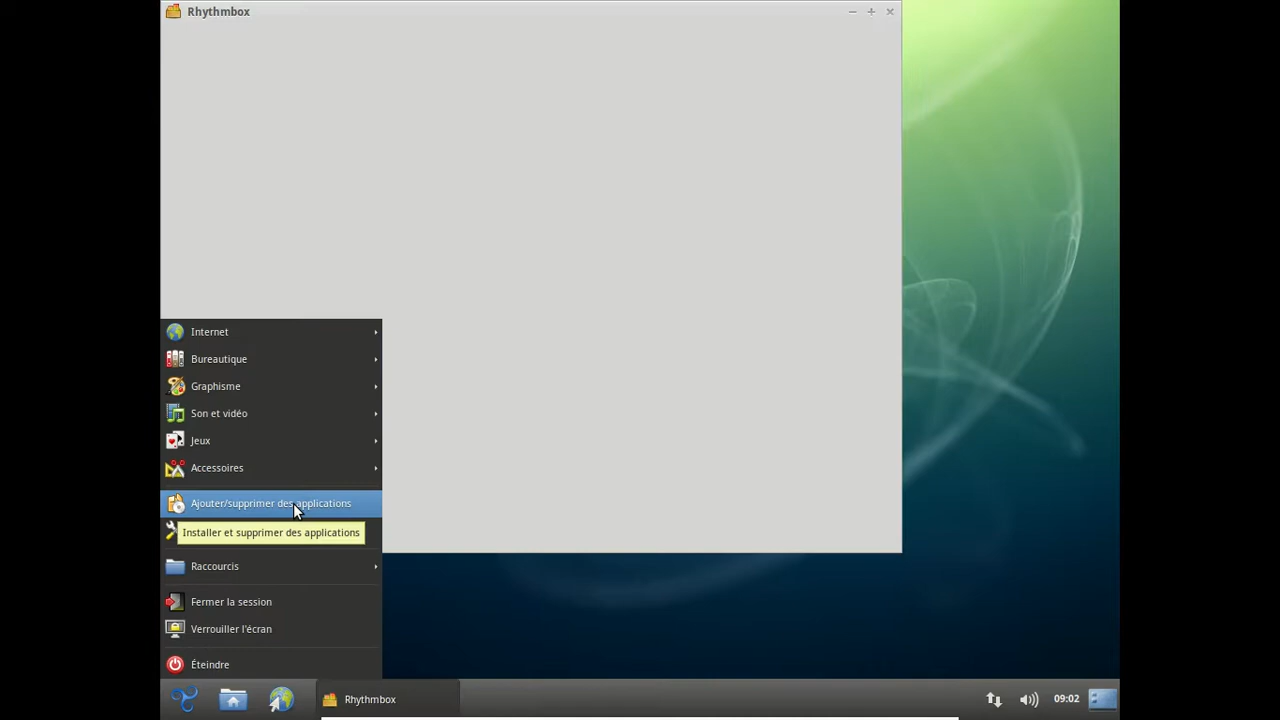 Rhythmbox
Internet
Bureautique
Graphisme
Son et vidéo
Jeux
Accessoires
Ajouter/supprimer des applications
Installer et supprimer des applications
Raccourcis
Fermer la session
Verrouiller l'écran
Éteindre
Rhythmbox
09:02